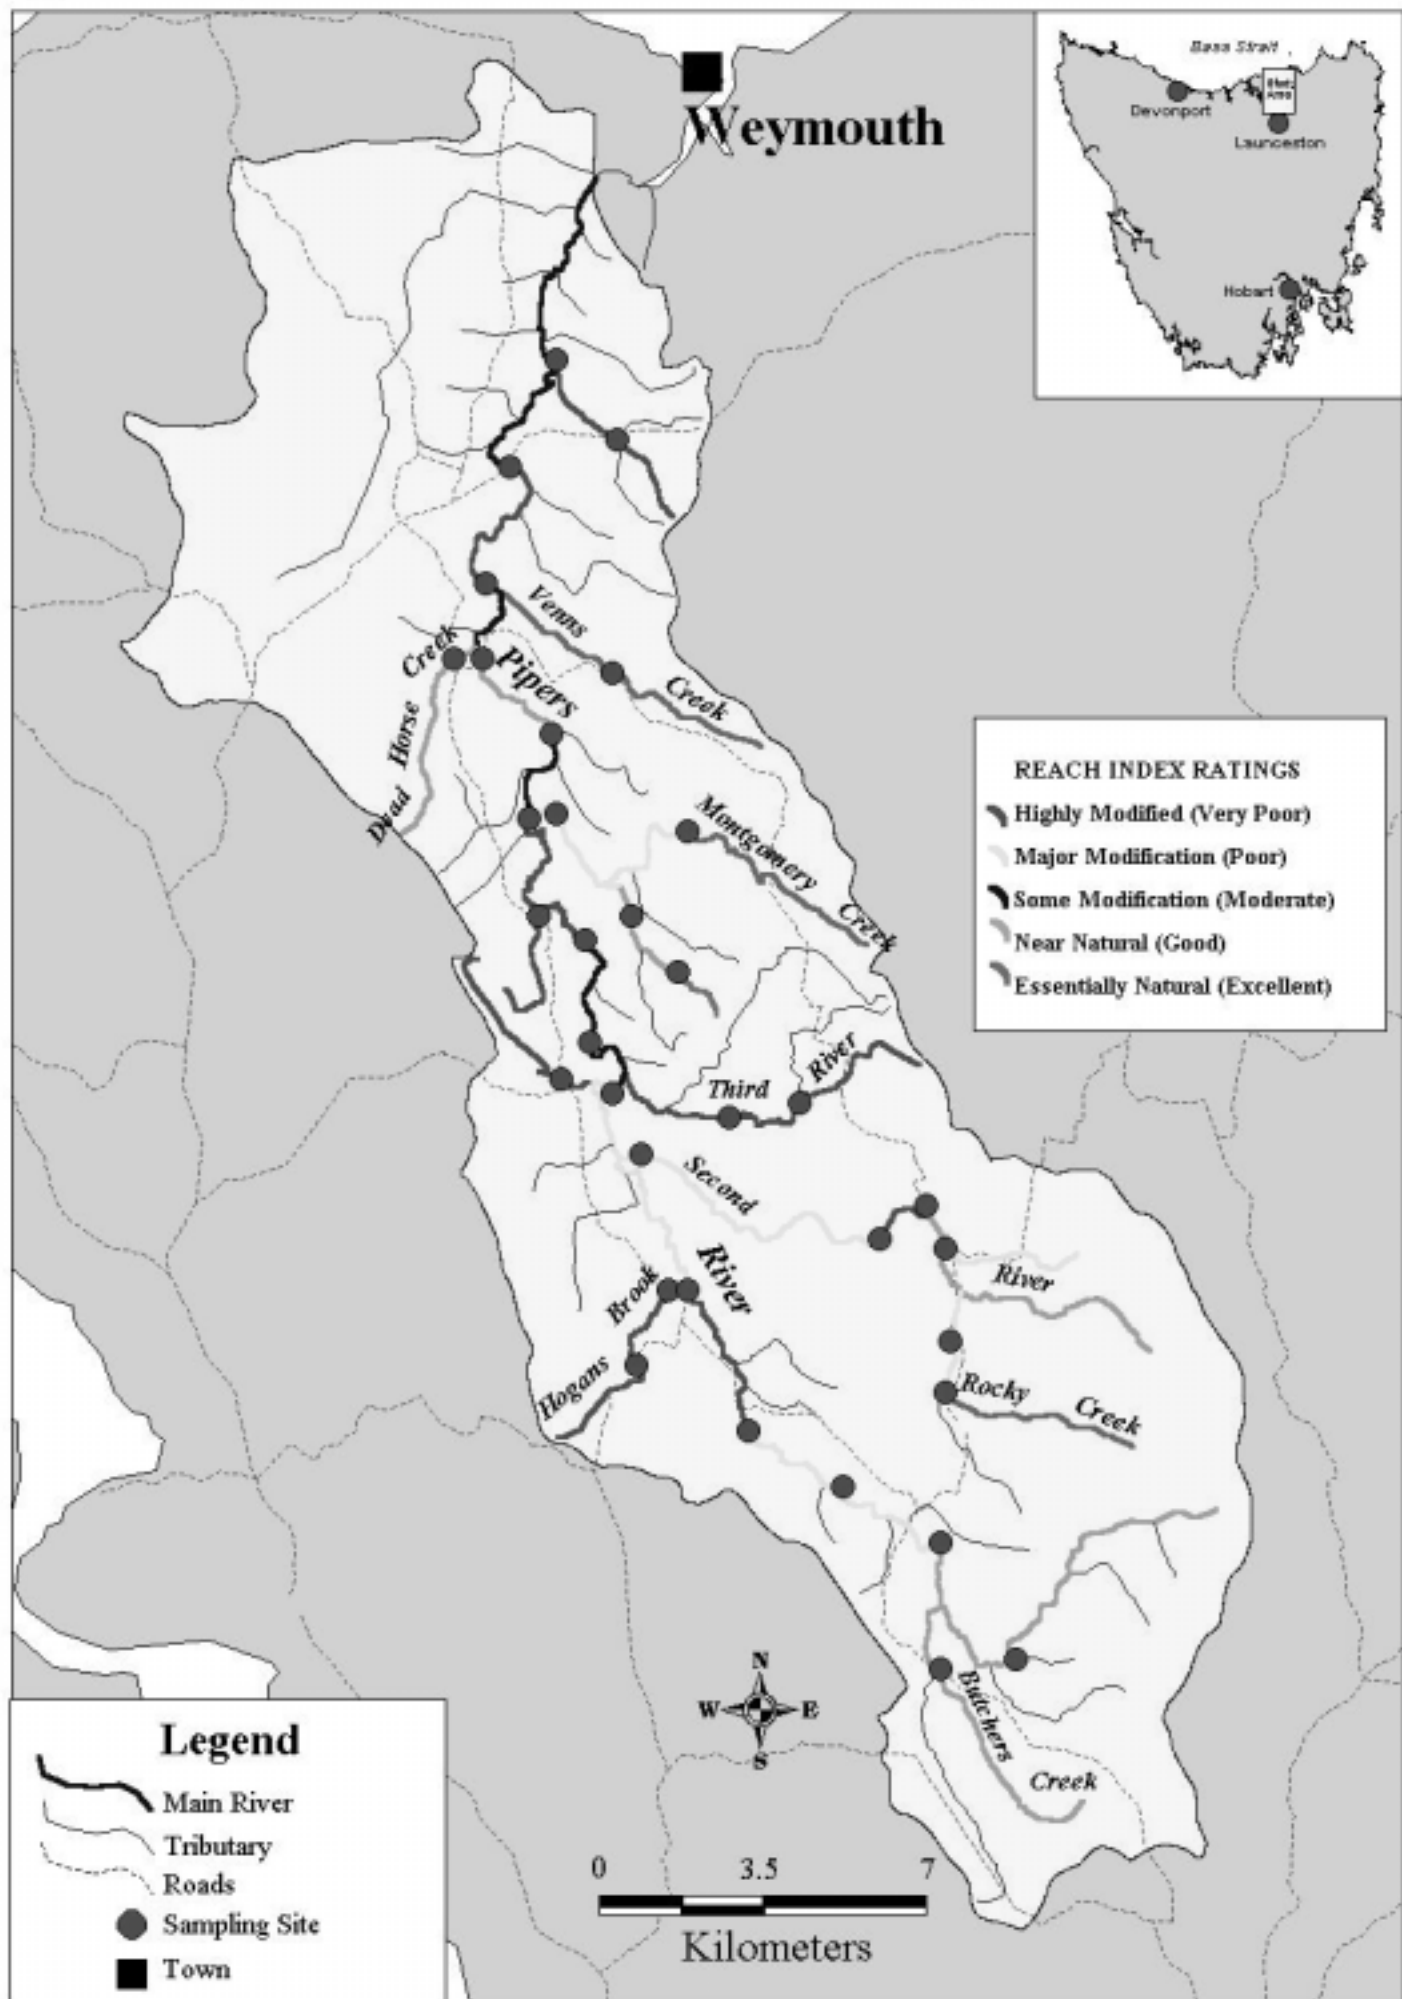 Bass Strait
Devonport
Launceston
Hobart
Weymouth
Venns
Creek
Creek
Horse
Dead
Pipers
Montgomery
Creek
REACH INDEX RATINGS
Highly Modified (Very Poor)
Major Modification (Poor)
Some Modification (Moderate)
Near Natural (Good)
Essentially Natural (Excellent)
Third
River
Second
River
River
Brook
Hogans
Rocky
Creek
Butchers
Creek
N
W
E
S
Legend
Main River
Tributary
Roads
Sampling Site
Town
0 3.5 7
Kilometers